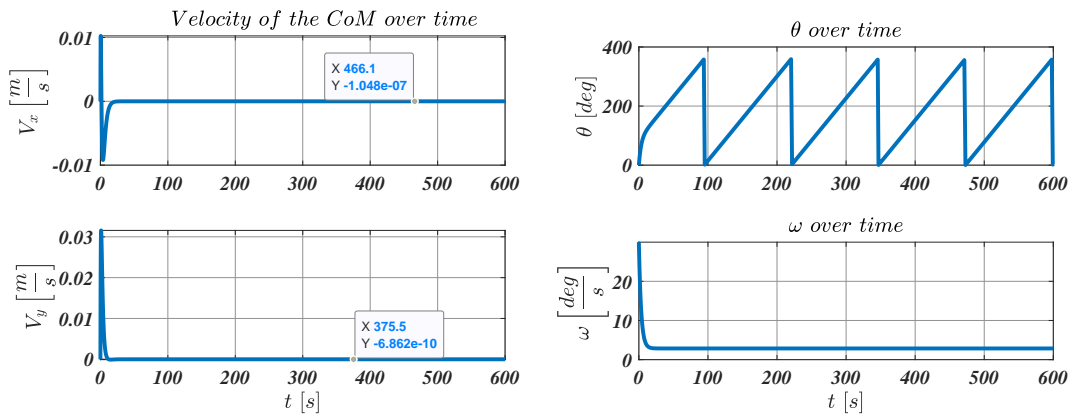 Velocity of the CoM over time
V_x [m/s]
0.01
0
-0.01
X 466.1
Y -1.048e-07
0 100 200 300 400 500 600
V_y [m/s]
0.03
0.02
0.01
0
X 375.5
Y -6.862e-10
0 100 200 300 400 500 600
t [s]
θ over time
θ [deg]
400
200
0
0 100 200 300 400 500 600
ω over time
ω [deg/s]
20
10
0
0 100 200 300 400 500 600
t [s]